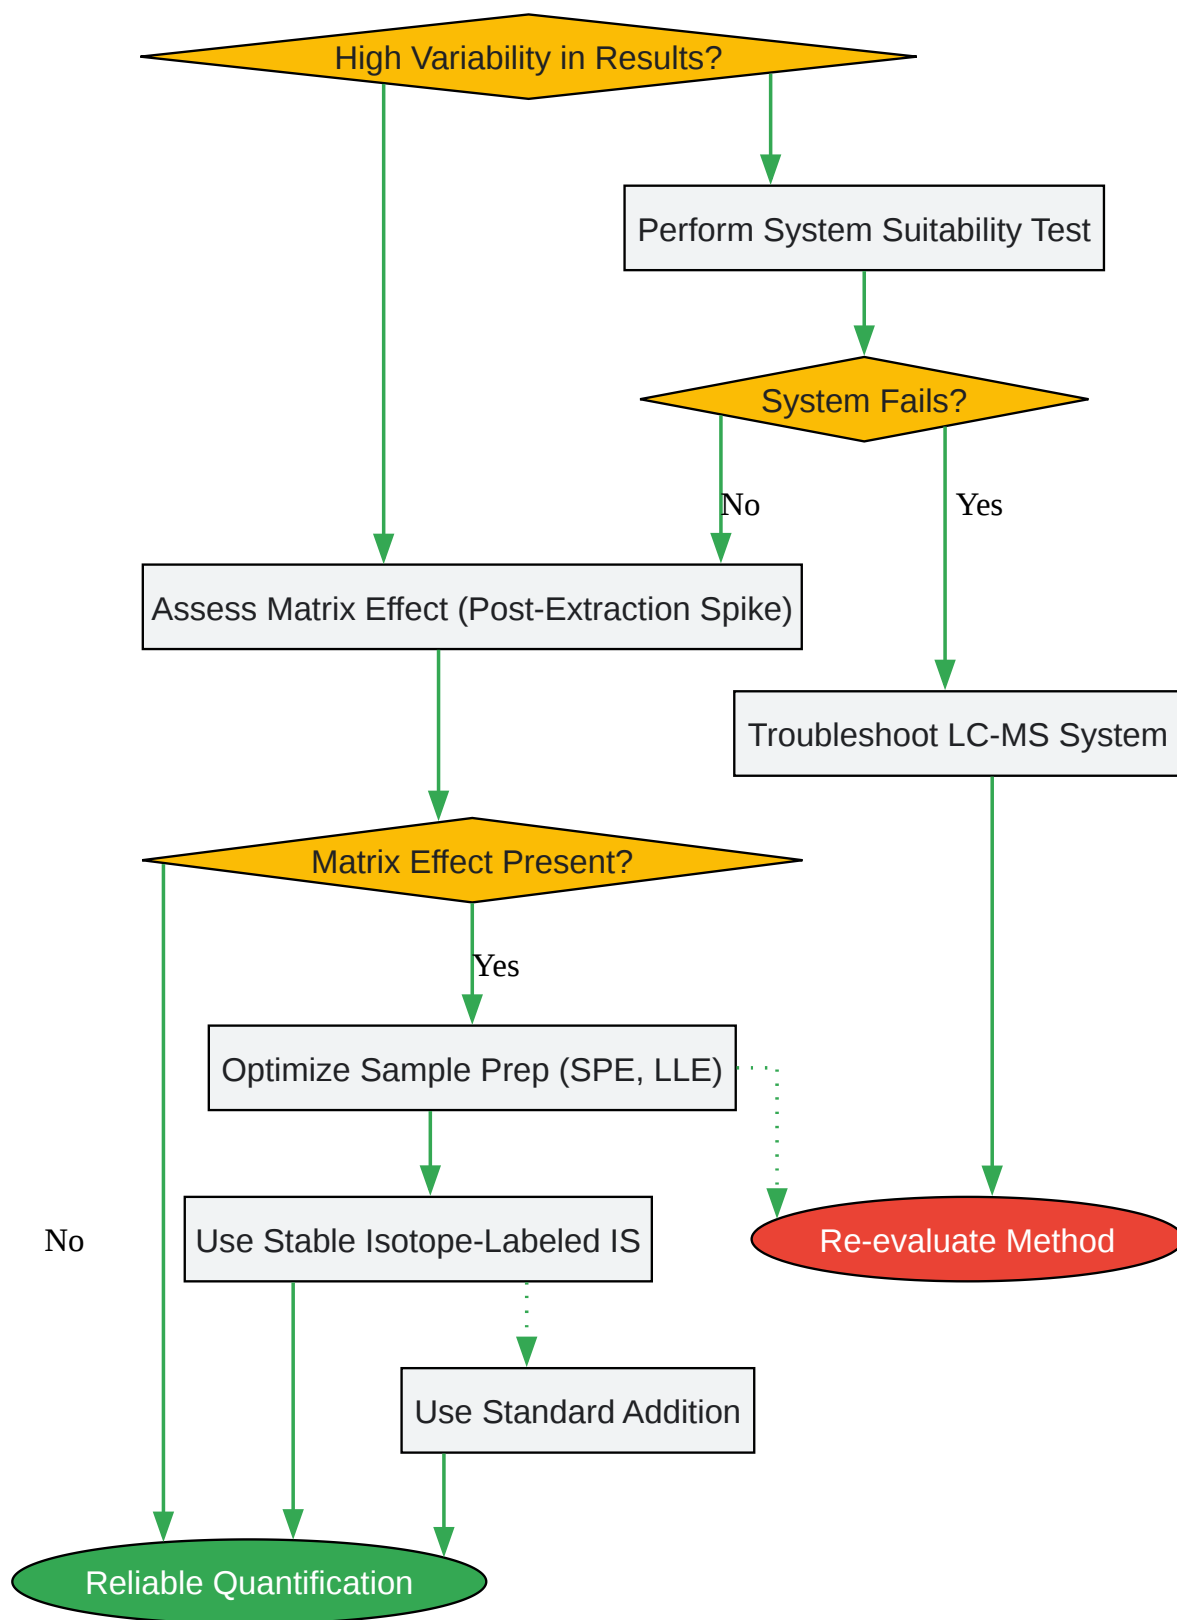 High Variability in Results?
Perform System Suitability Test
System Fails?
No
Yes
Assess Matrix Effect (Post-Extraction Spike)
Troubleshoot LC-MS System
Matrix Effect Present?
Yes
Optimize Sample Prep (SPE, LLE)
No
Use Stable Isotope-Labeled IS
Re-evaluate Method
Use Standard Addition
Reliable Quantification